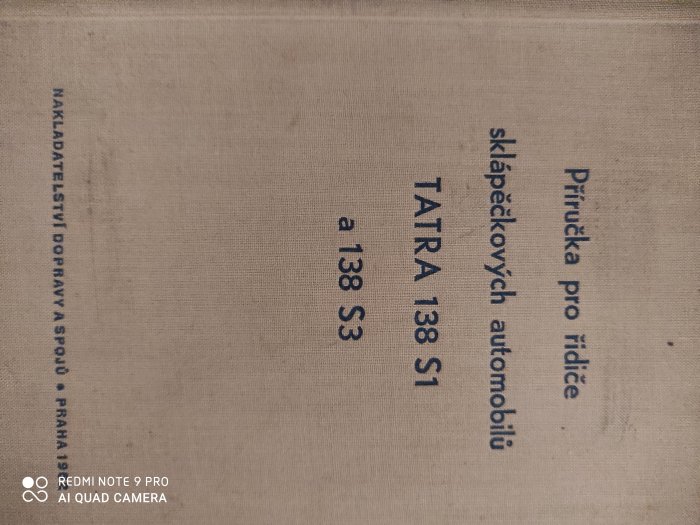 Příručka pro řidiče
sklápěčkových automobilů
TATRA 138 S1
a 138 S3
NAKLADATELSTVÍ DOPRAVY A SPOJŮ • PRAHA
REDMI NOTE 9 PRO
AI QUAD CAMERA